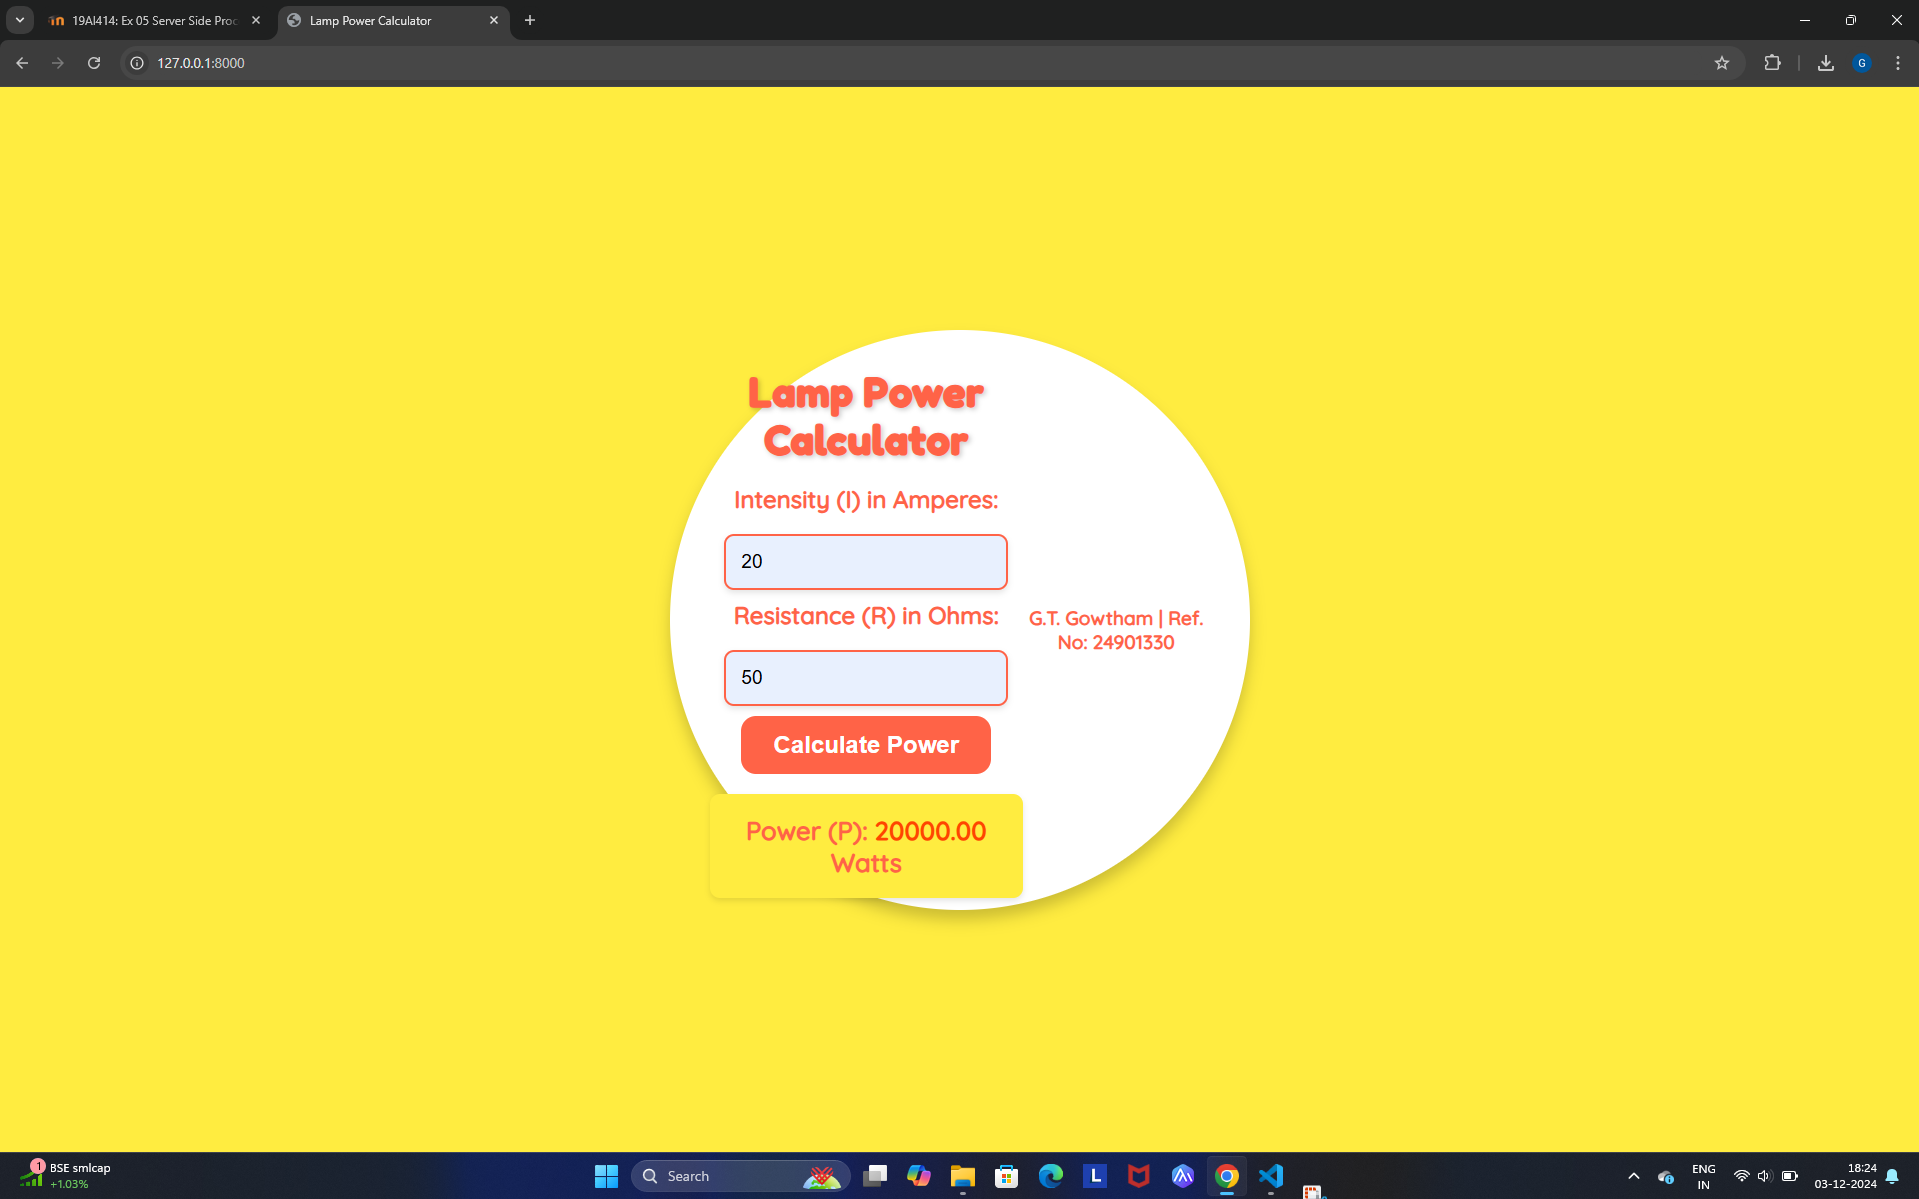 19AI414: Ex 05 Server Side Proc
Lamp Power Calculator
127.0.0.1:8000
G
Lamp Power
Calculator
Intensity (I) in Amperes:
20
Resistance (R) in Ohms:
50
Calculate Power
Power (P): 20000.00
Watts
G.T. Gowtham | Ref.
No: 24901330
1
BSE smlcap
+1.03%
Search
L
ENG
IN
18:24
03-12-2024